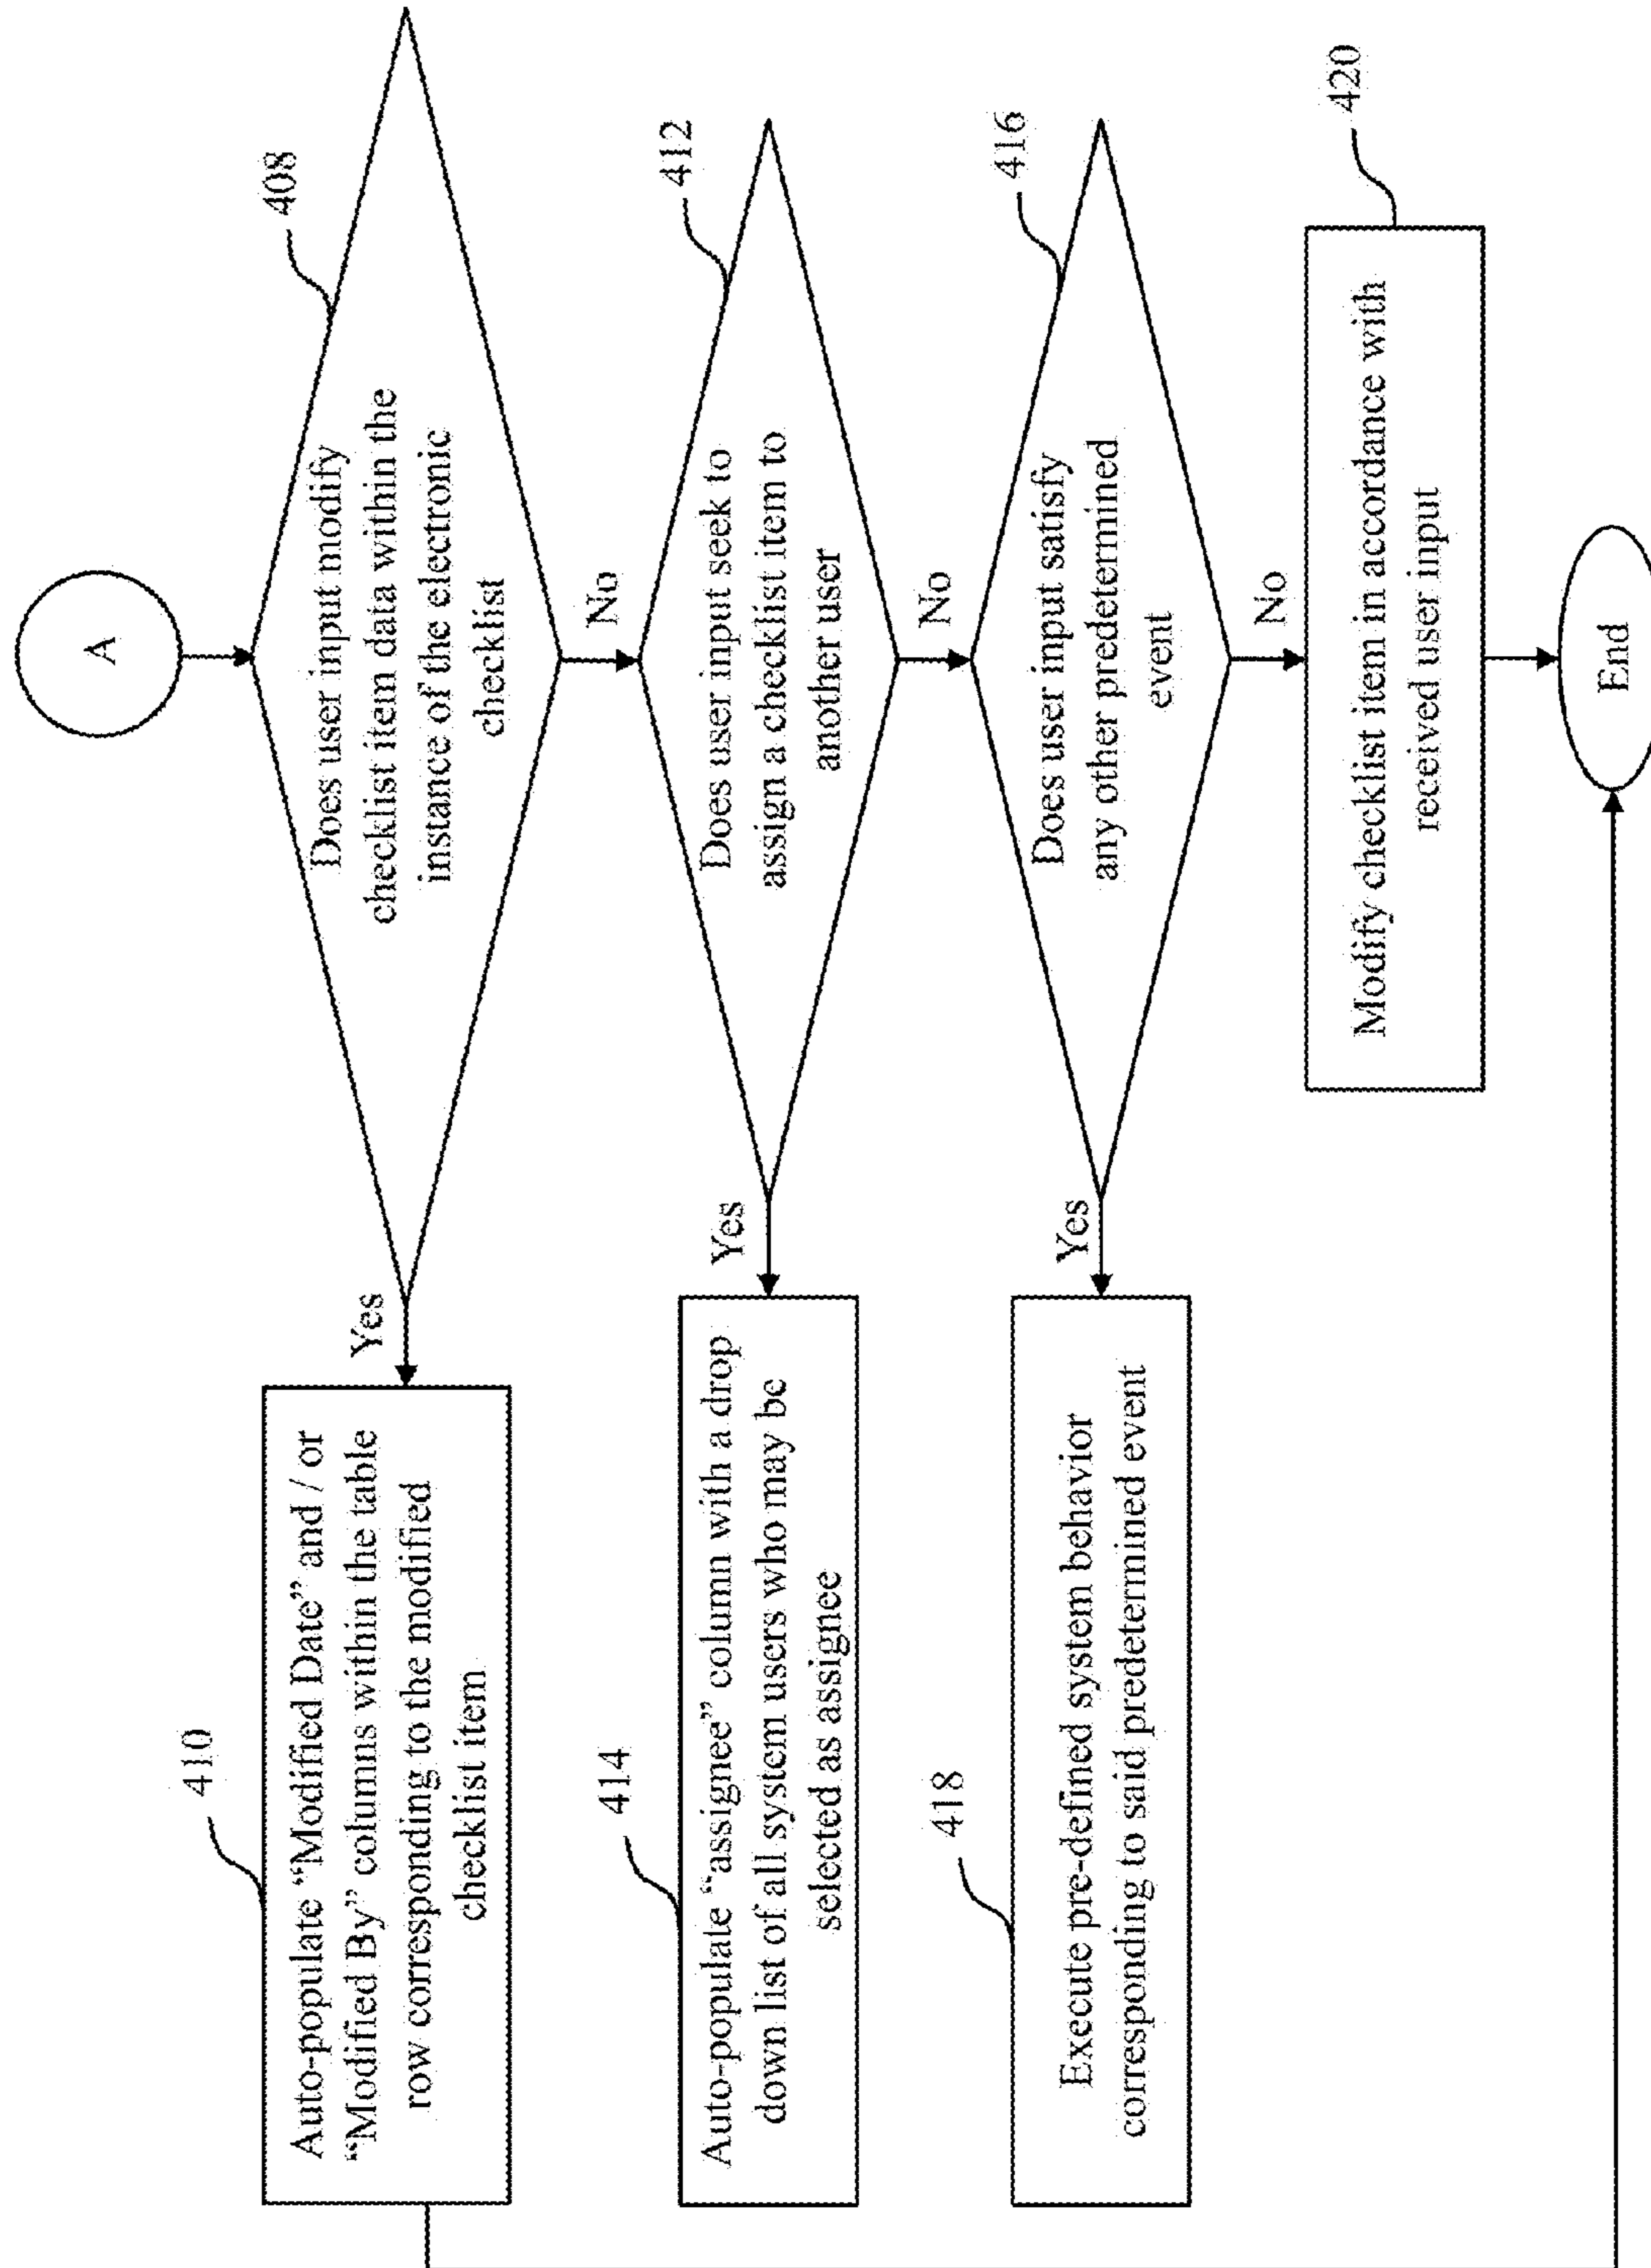 A
408
Does user input modify
checklist item data within the
instance of the electronic
checklist
Yes
410
Auto-populate “Modified Date” and / or
“Modified By” columns within the table
row corresponding to the modified
checklist item
No
412
Does user input seek to
assign a checklist item to
another user
Yes
414
Auto-populate “assignee” column with a drop
down list of all system users who may be
selected as assignee
No
416
Does user input satisfy
any other predetermined
event
Yes
418
Execute pre-defined system behavior
corresponding to said predetermined event
No
420
Modify checklist item in accordance with
received user input
End